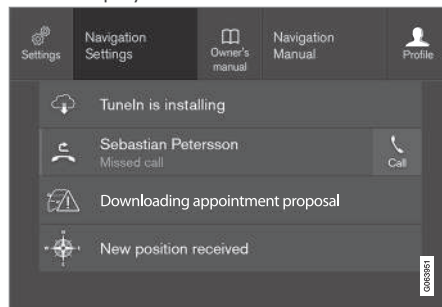 Settings
Navigation
Settings
Owner's
manual
Navigation
Manual
Profile
TuneIn is installing
Sebastian Petersson
Missed call
Call
Downloading appointment proposal
New position received
G063951